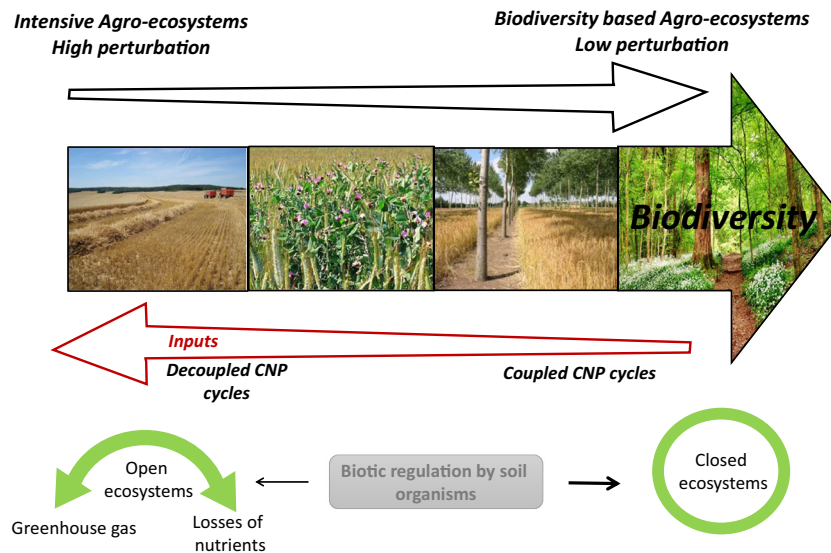 Intensive Agro-ecosystems
High perturbation
Biodiversity based Agro-ecosystems
Low perturbation
Biodiversity
Inputs
Decoupled CNP
cycles
Coupled CNP cycles
Open
ecosystems
Greenhouse gas
Losses of
nutrients
Biotic regulation by soil
organisms
Closed
ecosystems